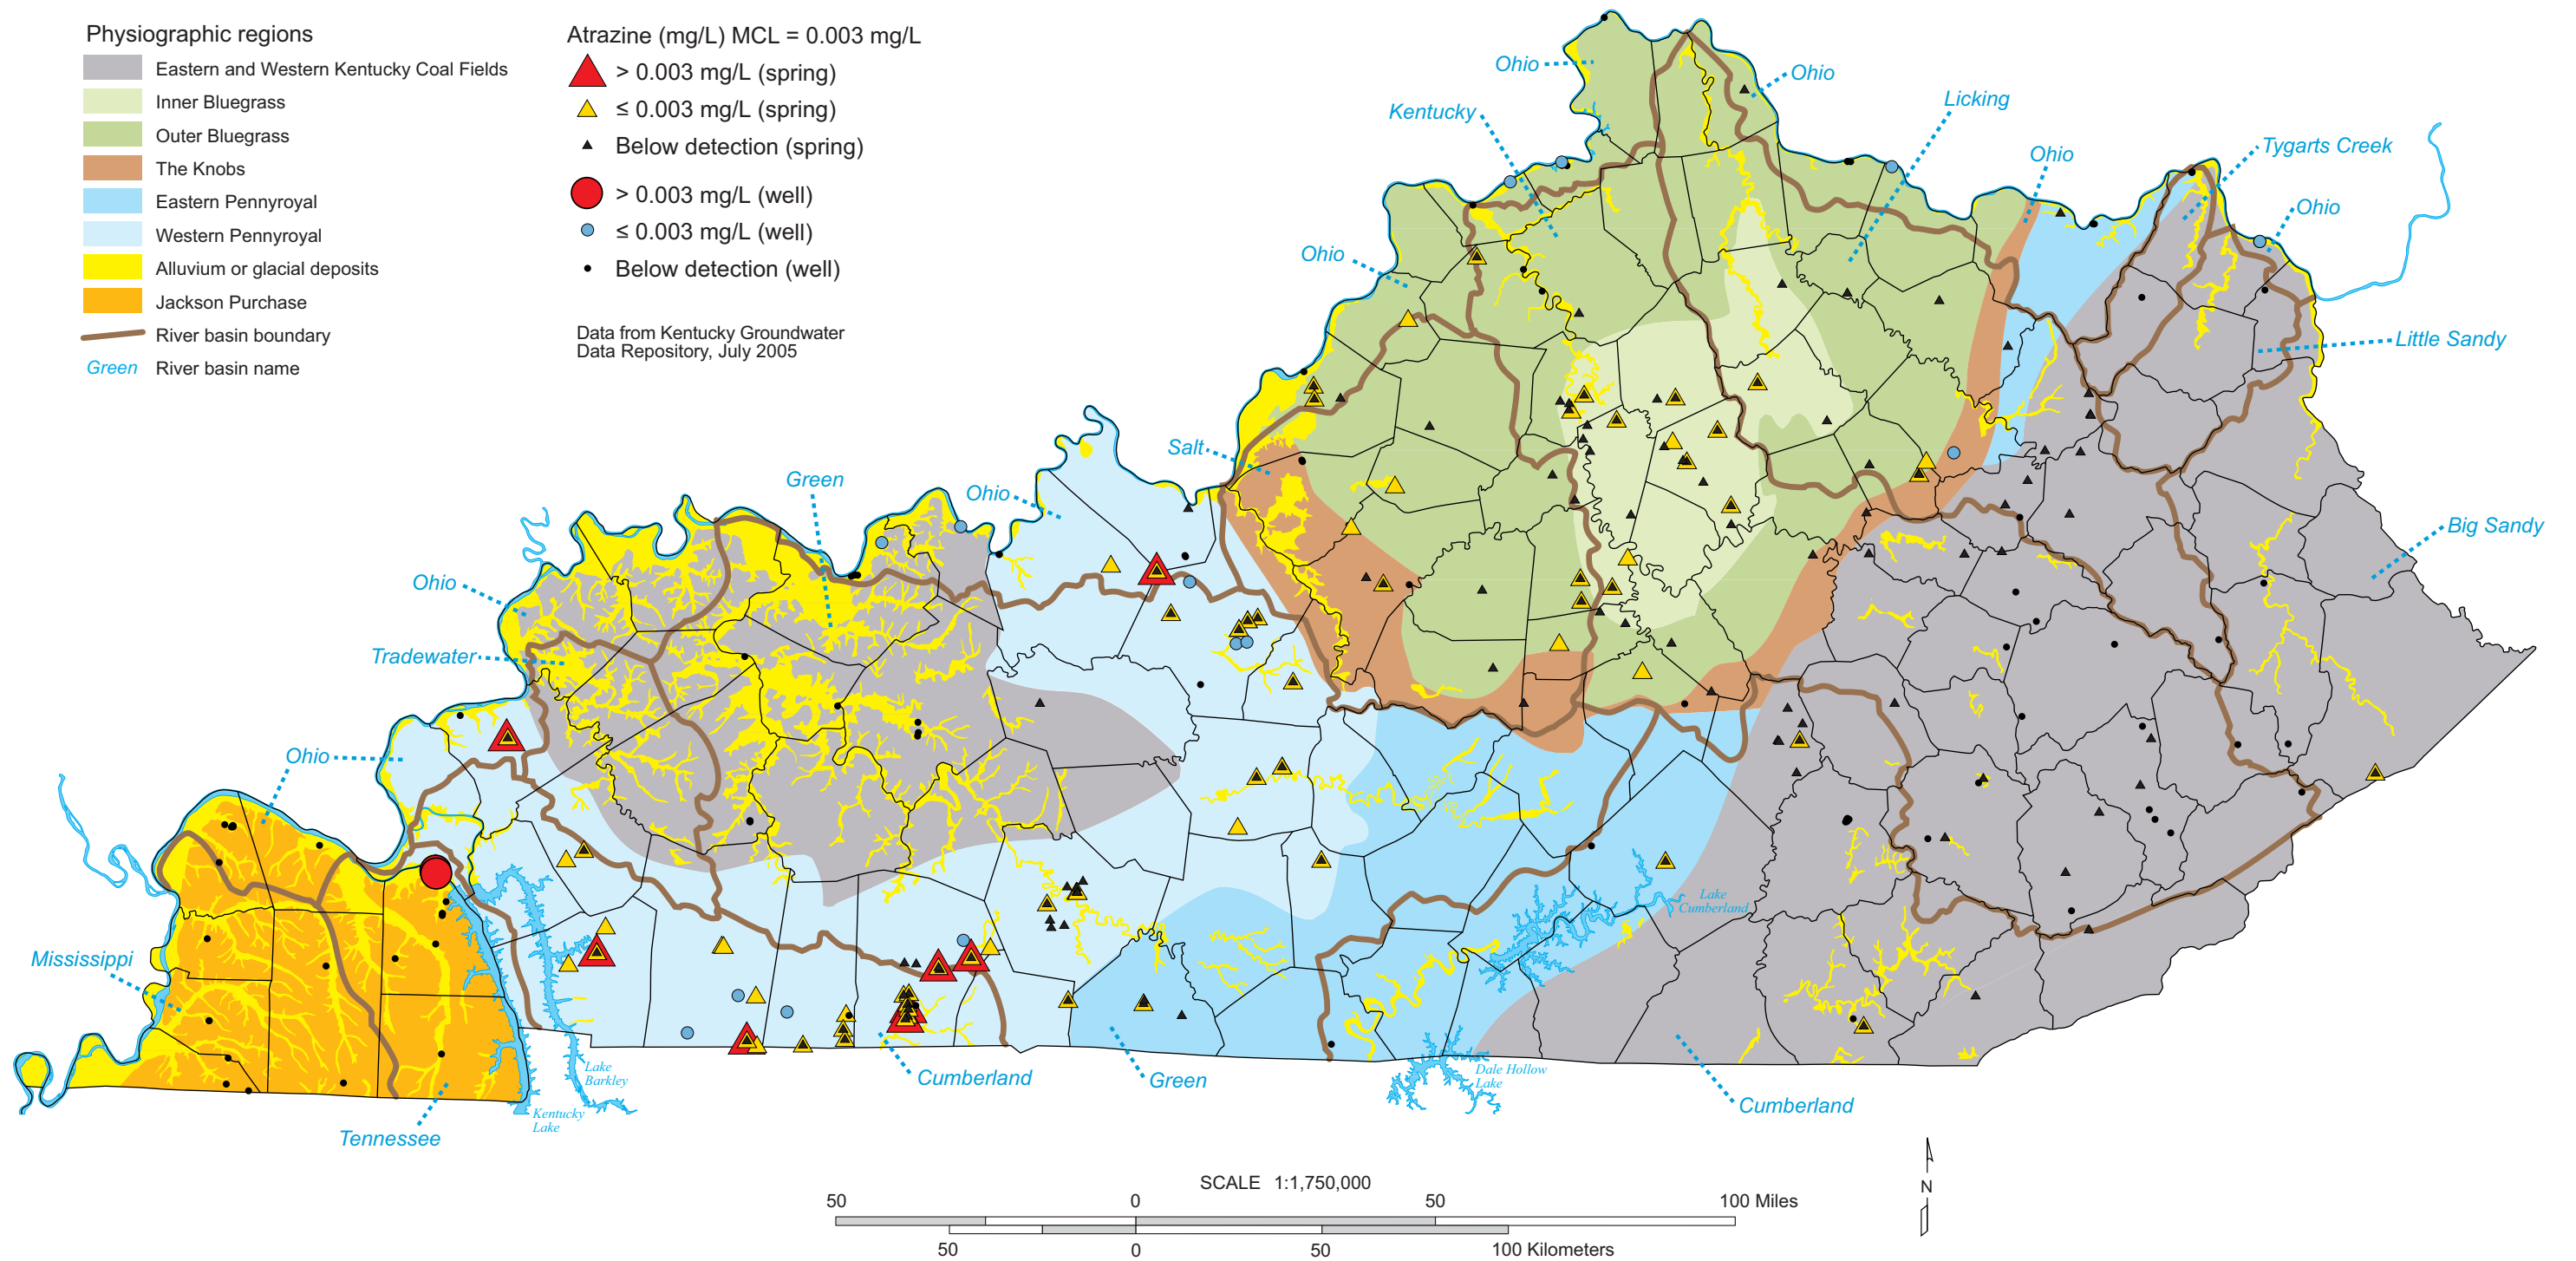 Physiographic regions
Eastern and Western Kentucky Coal Fields
Inner Bluegrass
Outer Bluegrass
The Knobs
Eastern Pennyroyal
Western Pennyroyal
Alluvium or glacial deposits
Jackson Purchase
River basin boundary
Green River basin name
Atrazine (mg/L) MCL = 0.003 mg/L
> 0.003 mg/L (spring)
≤ 0.003 mg/L (spring)
Below detection (spring)
> 0.003 mg/L (well)
≤ 0.003 mg/L (well)
Below detection (well)
Data from Kentucky Groundwater
Data Repository, July 2005
Ohio
Ohio
Kentucky
Licking
Ohio
Tygarts Creek
Ohio
Ohio
Little Sandy
Salt
Green
Ohio
Big Sandy
Ohio
Tradewater
Ohio
Mississippi
Lake
Cumberland
Lake
Barkley
Kentucky
Lake
Cumberland
Green
Dale Hollow
Lake
Cumberland
Tennessee
SCALE 1:1,750,000
50 0 50 100 Miles
50 0 50 100 Kilometers
N